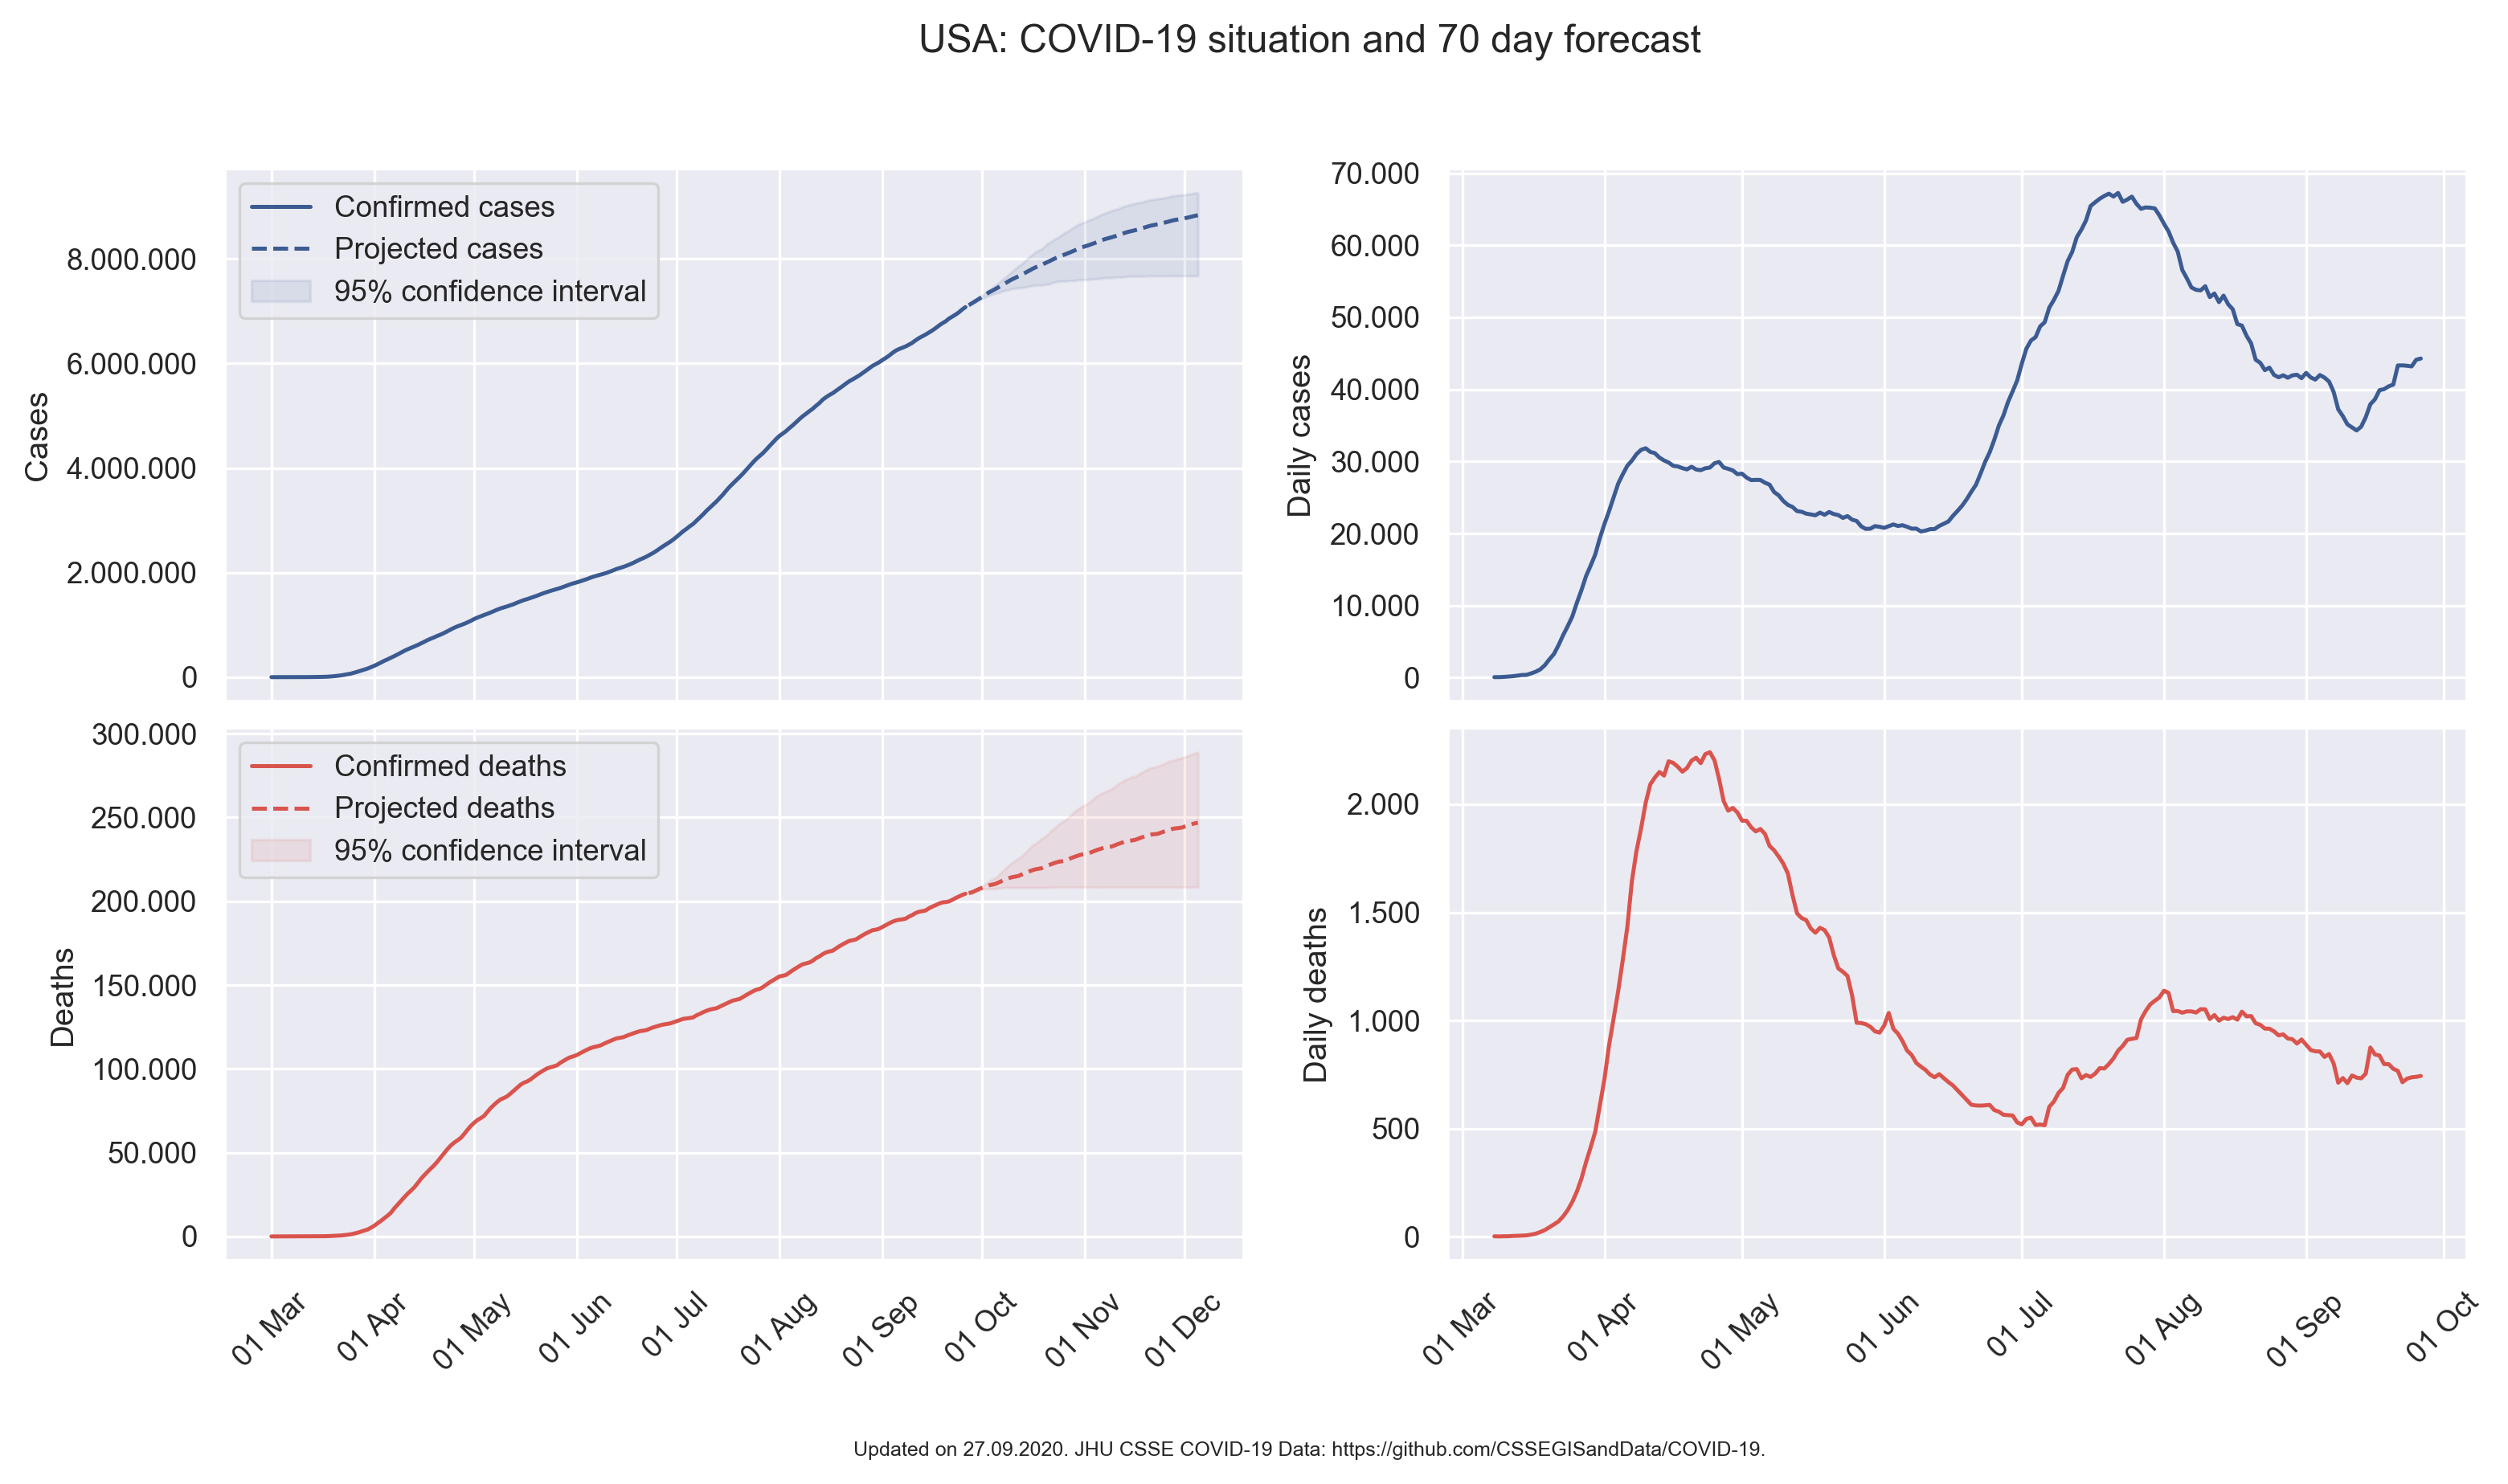 USA: COVID-19 situation and 70 day forecast
Confirmed cases
Projected cases
95% confidence interval
Cases
8.000.000
6.000.000
4.000.000
2.000.000
0
Daily cases
70.000
60.000
50.000
40.000
30.000
20.000
10.000
0
Confirmed deaths
Projected deaths
95% confidence interval
Deaths
300.000
250.000
200.000
150.000
100.000
50.000
0
01 Mar
01 Apr
01 May
01 Jun
01 Jul
01 Aug
01 Sep
01 Oct
01 Nov
01 Dec
Daily deaths
2.000
1.500
1.000
500
0
01 Mar
01 Apr
01 May
01 Jun
01 Jul
01 Aug
01 Sep
01 Oct
Updated on 27.09.2020. JHU CSSE COVID-19 Data: https://github.com/CSSEGISandData/COVID-19.